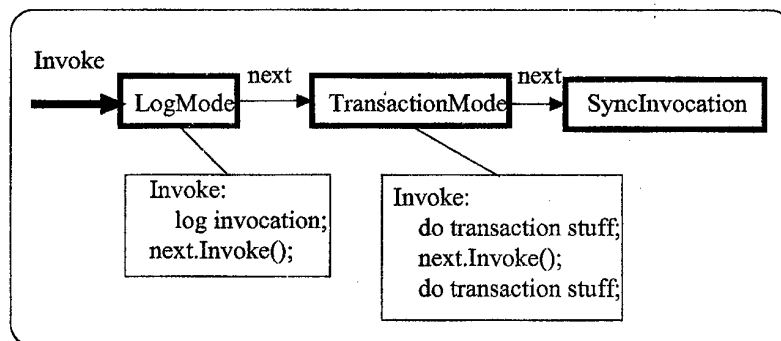 Invoke
next
next
LogMode
TransactionMode
SyncInvocation
Invoke:
log invocation;
next.Invoke();
Invoke:
do transaction stuff;
next.Invoke();
do transaction stuff;